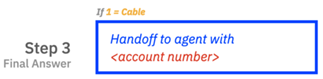 If 1 = Cable
Step 3
Final Answer
Handoff to agent with
<account number>